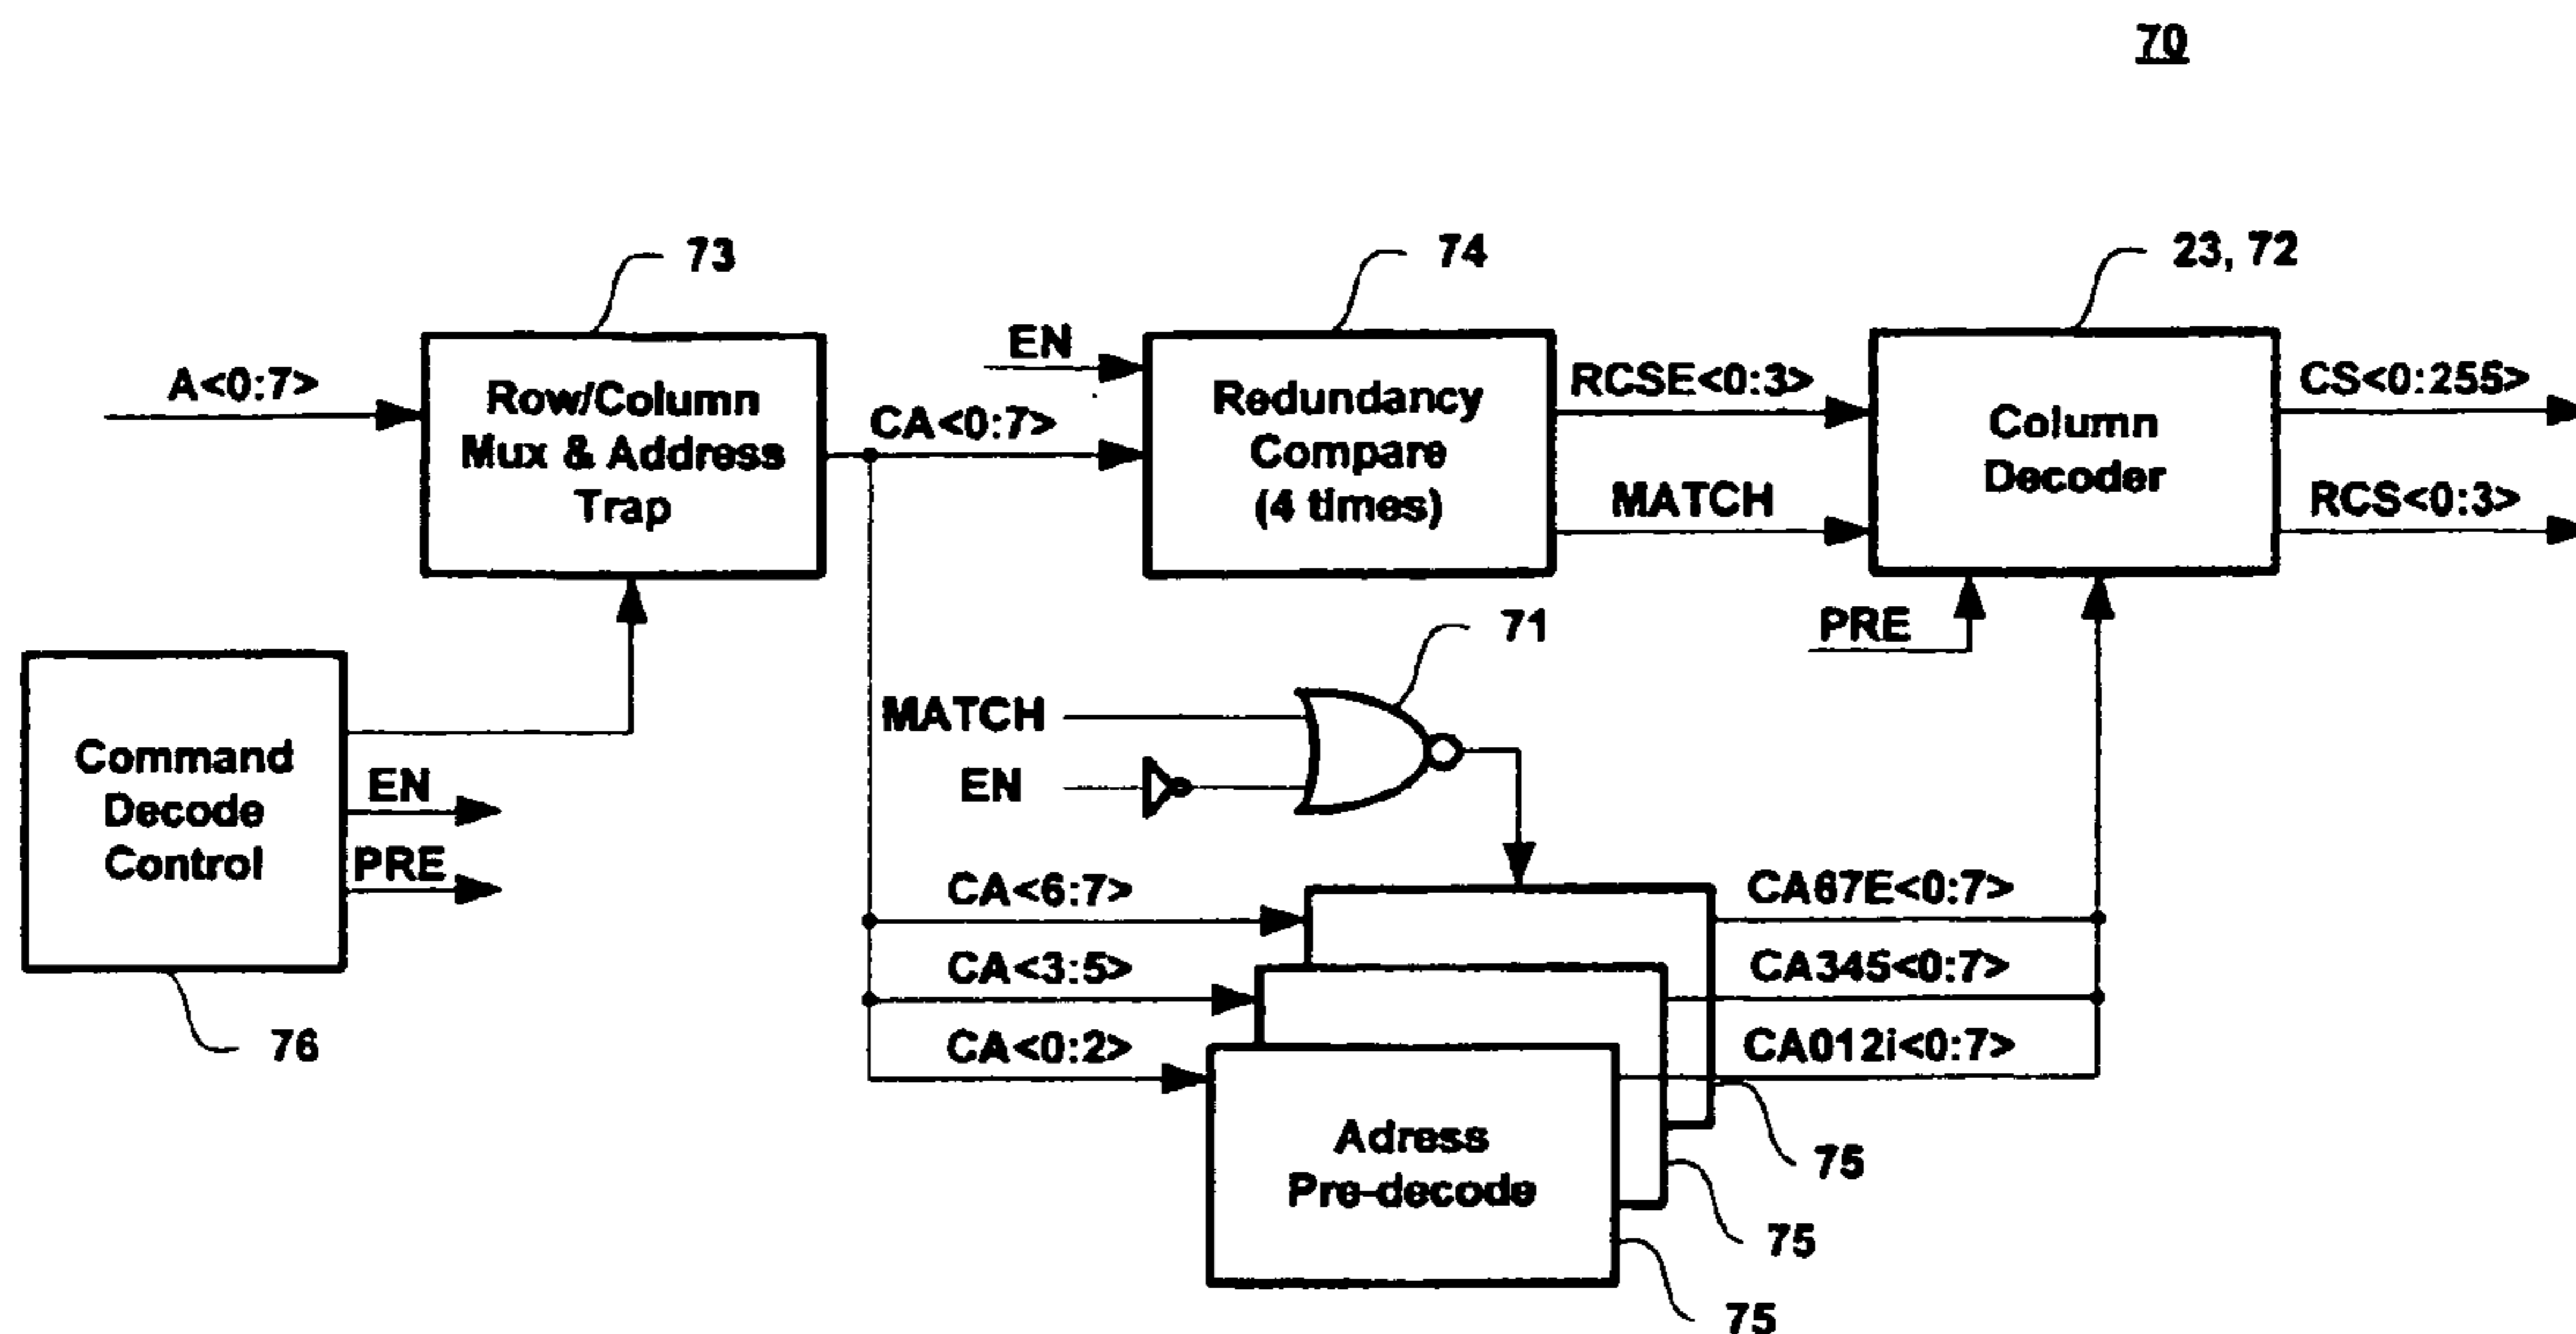 70
73
74
23, 72
A<0:7>
Row/Column
Mux & Address
Trap
EN
CA<0:7>
Redundancy
Compare
(4 times)
RCSE<0:3>
MATCH
Column
Decoder
CS<0:255>
RCS<0:3>
PRE
71
MATCH
EN
Command
Decode
Control
EN
PRE
76
CA<6:7>
CA<3:5>
CA<0:2>
CA67E<0:7>
CA345<0:7>
CA012i<0:7>
Adress
Pre-decode
75
75
75